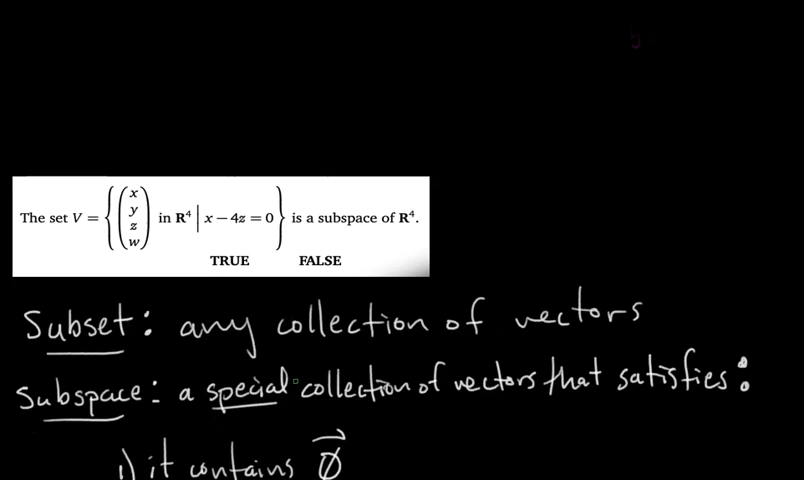 The set V = { (x y z w) in R⁴ | x − 4z = 0 } is a subspace of R⁴.
TRUE FALSE
Subset: any collection of vectors
Subspace: a special collection of vectors that satisfies:
1) it contains 0⃗